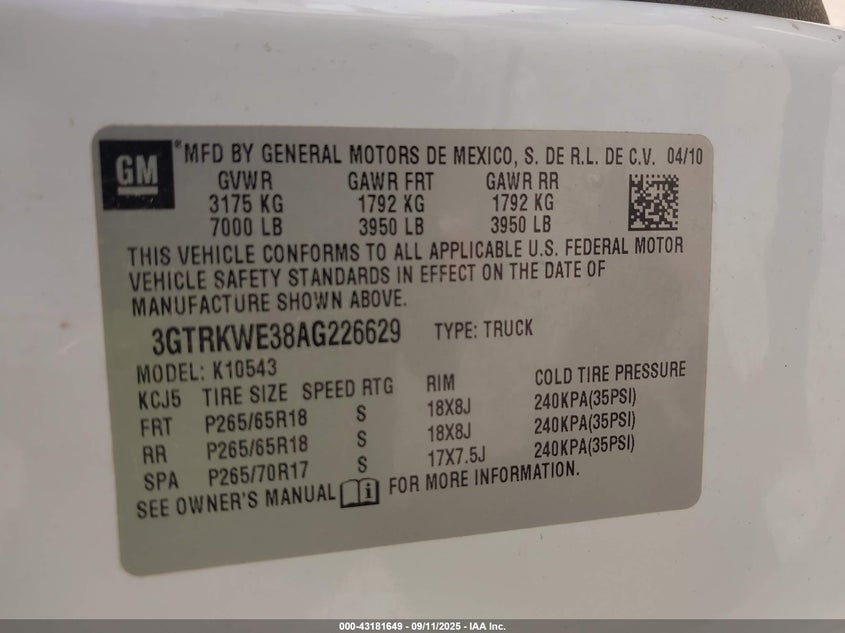 GM
®MFD BY GENERAL MOTORS DE MEXICO, S. DE R.L. DE C.V. 04/10
GVWR GAWR FRT GAWR RR
3175 KG 1792 KG 1792 KG
7000 LB 3950 LB 3950 LB
THIS VEHICLE CONFORMS TO ALL APPLICABLE U.S. FEDERAL MOTOR
VEHICLE SAFETY STANDARDS IN EFFECT ON THE DATE OF
MANUFACTURE SHOWN ABOVE.
3GTRKWE38AG226629 TYPE: TRUCK
MODEL: K10543
KCJ5 TIRE SIZE SPEED RTG RIM COLD TIRE PRESSURE
FRT P265/65R18 S 18X8J 240KPA(35PSI)
RR P265/65R18 S 18X8J 240KPA(35PSI)
SPA P265/70R17 S 17X7.5J 240KPA(35PSI)
SEE OWNER'S MANUAL FOR MORE INFORMATION.
000-43181649 - 09/11/2025 - IAA Inc.